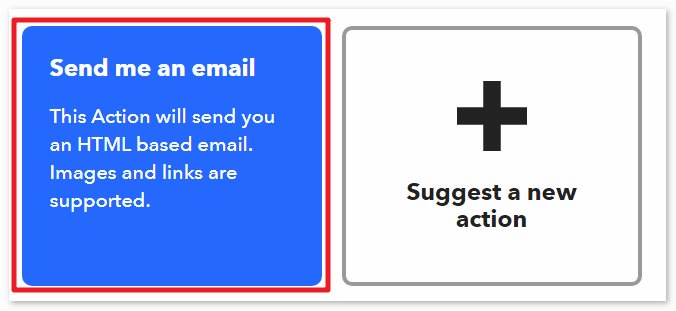 Send me an email
This Action will send you
an HTML based email.
Images and links are
supported.
Suggest a new
action